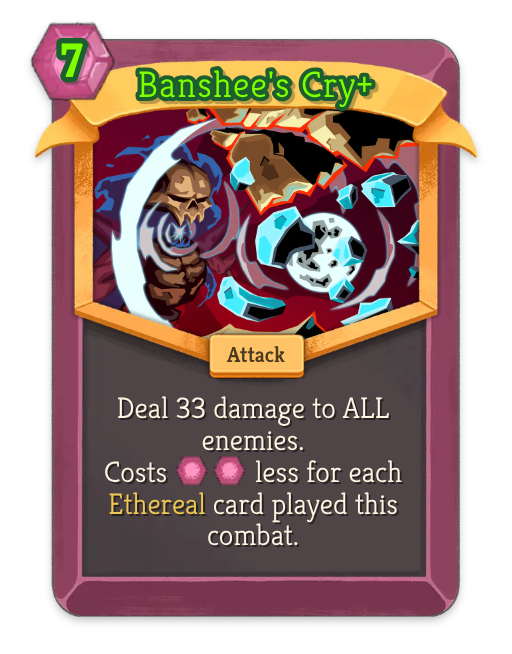 7
Banshee's Cry+
Attack
Deal 33 damage to ALL
enemies.
Costs less for each
Ethereal card played this
combat.